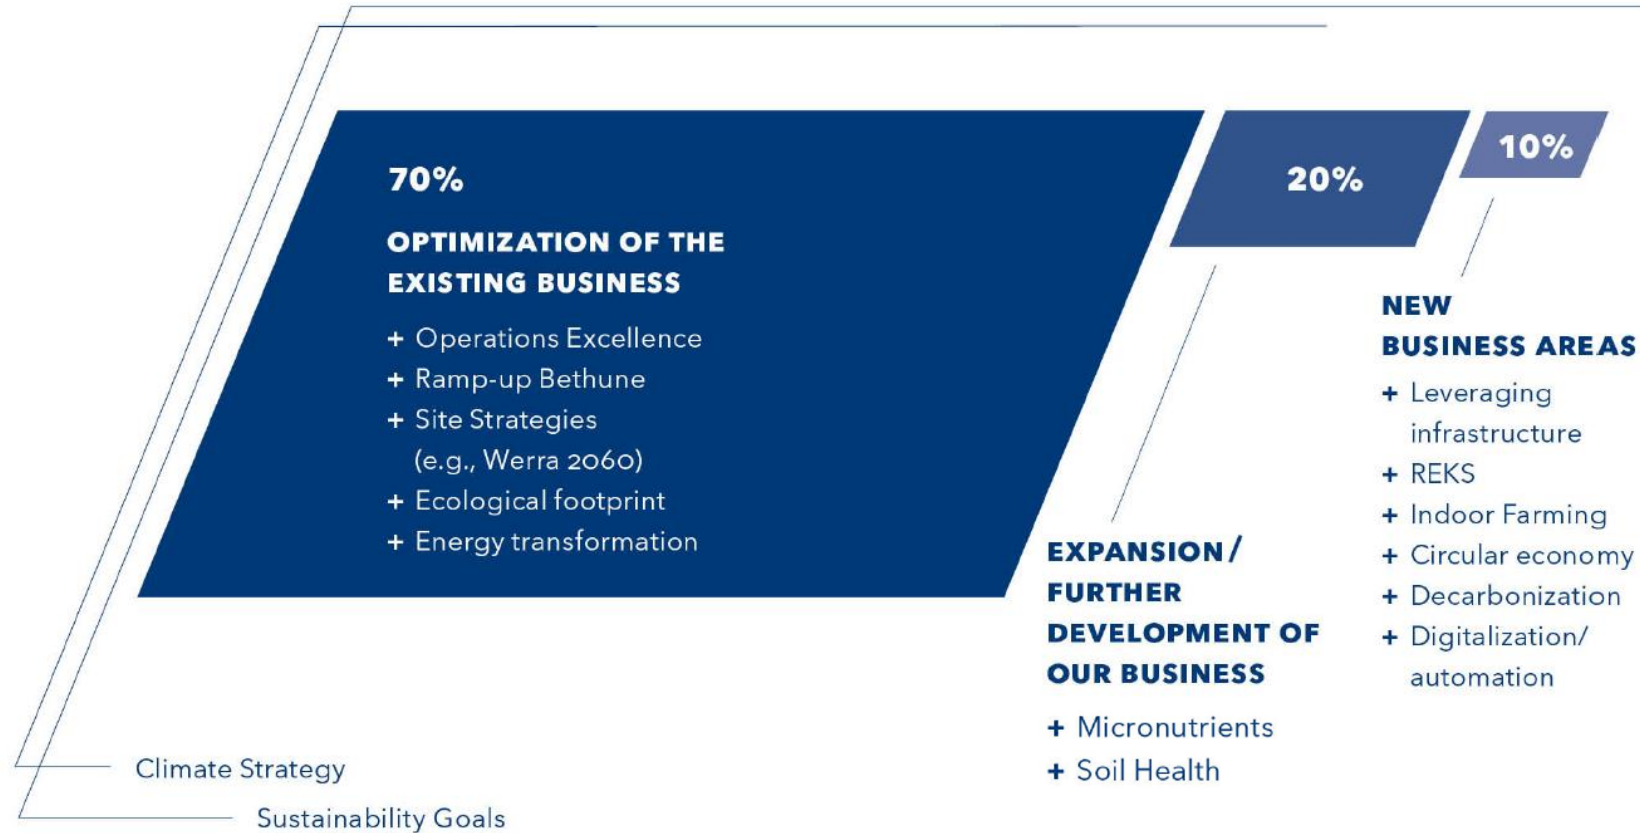 70%
OPTIMIZATION OF THE
EXISTING BUSINESS
+ Operations Excellence
+ Ramp-up Bethune
+ Site Strategies
(e.g., Werra 2060)
+ Ecological footprint
+ Energy transformation
20%
EXPANSION/
FURTHER
DEVELOPMENT OF
OUR BUSINESS
+ Micronutrients
+ Soil Health
10%
NEW
BUSINESS AREAS
+ Leveraging
infrastructure
+ REKS
+ Indoor Farming
+ Circular economy
+ Decarbonization
+ Digitalization/
automation
Climate Strategy
Sustainability Goals